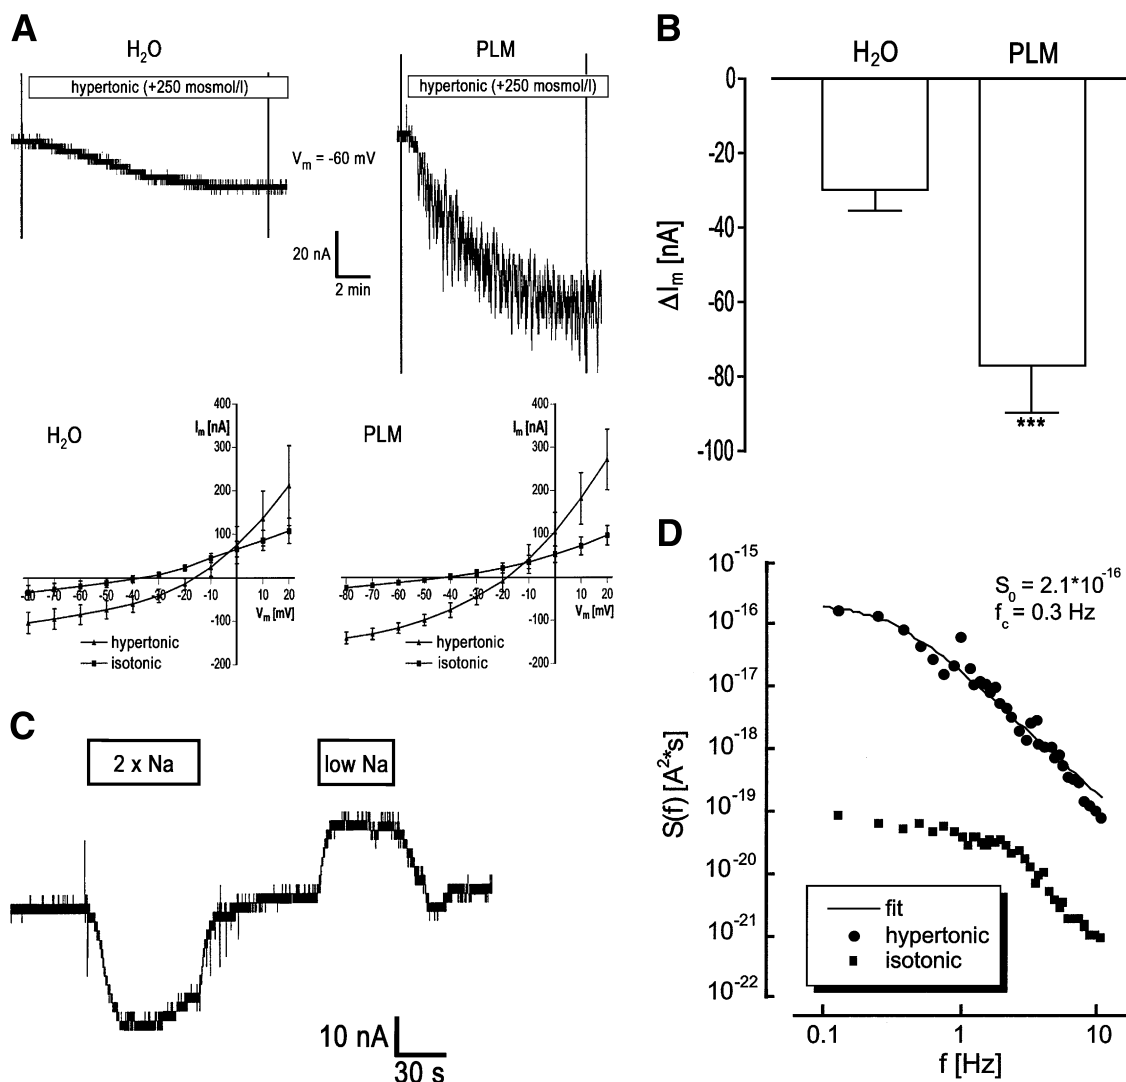 A
H2O
PLM
hypertonic (+250 mosmol/l)
hypertonic (+250 mosmol/l)
Vm = -60 mV
20 nA
2 min
H2O
Im [nA]
400
300
200
100
-100
-200
-80 -70 -60 -50 -40 -30 -20 -10 0 10 20
Vm [mV]
hypertonic
isotonic
PLM
Im [nA]
400
300
200
100
-100
-200
-80 -70 -60 -50 -40 -30 -20 -10 0 10 20
Vm [mV]
hypertonic
isotonic
B
H2O
PLM
0
-20
-40
-60
-80
-100
ΔIm [nA]
***
C
2 x Na
low Na
10 nA
30 s
D
10-15
10-16
10-17
10-18
10-19
10-20
10-21
10-22
S(f) [A2*s]
S0 = 2.1*10-16
fc = 0.3 Hz
fit
hypertonic
isotonic
0.1
1
10
f [Hz]